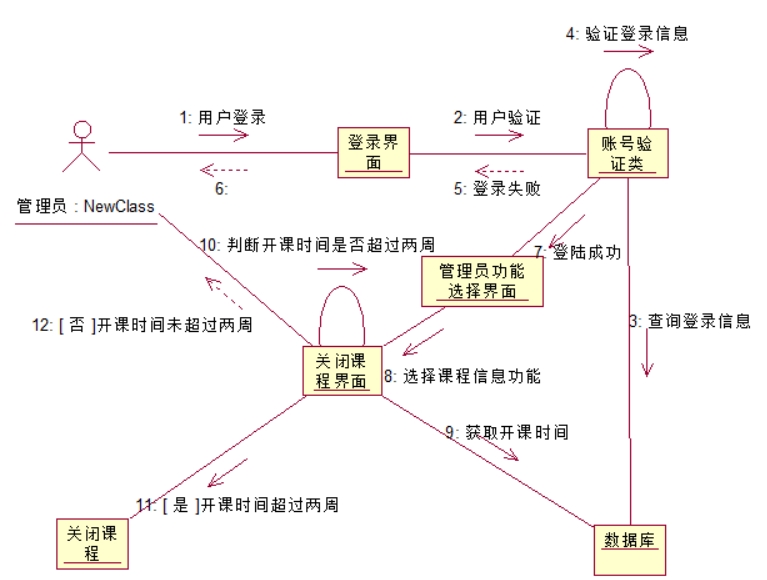 4: 验证登录信息
1: 用户登录
2: 用户验证
登录界
面
账号验
证类
6:
5: 登录失败
管理员 : NewClass
10: 判断开课时间是否超过两周
7: 登陆成功
管理员功能
选择界面
12: [ 否 ]开课时间未超过两周
3: 查询登录信息
关闭课
程界面
8: 选择课程信息功能
9: 获取开课时间
11: [ 是 ]开课时间超过两周
关闭课
程
数据库